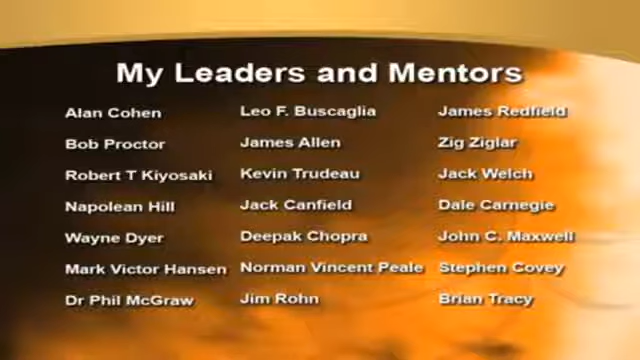 My Leaders and Mentors
Alan Cohen
Bob Proctor
Robert T Kiyosaki
Napolean Hill
Wayne Dyer
Mark Victor Hansen
Dr Phil McGraw
Leo F. Buscaglia
James Allen
Kevin Trudeau
Jack Canfield
Deepak Chopra
Norman Vincent Peale
Jim Rohn
James Redfield
Zig Ziglar
Jack Welch
Dale Carnegie
John C. Maxwell
Stephen Covey
Brian Tracy